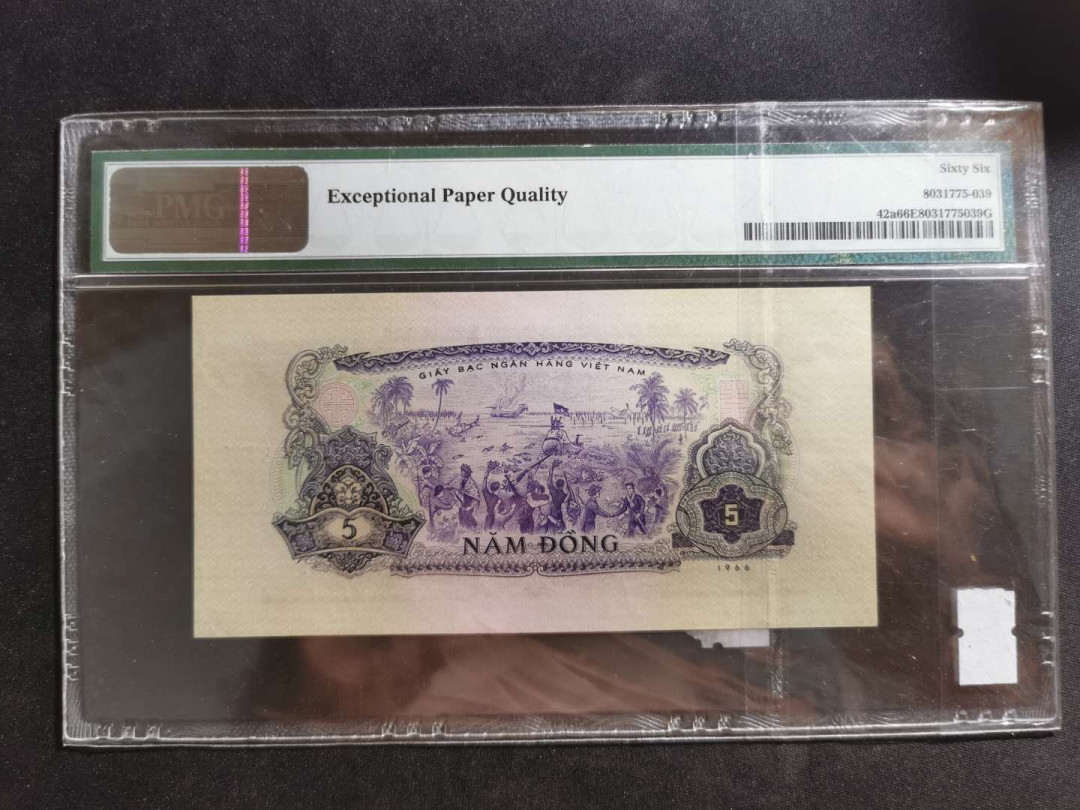 PMG
Exceptional Paper Quality
Sixty Six
8031775-039
42a66E8031775039G
GIẤY BẠC NGÂN HÀNG VIỆT NAM
5
5
NĂM ĐỒNG
1966